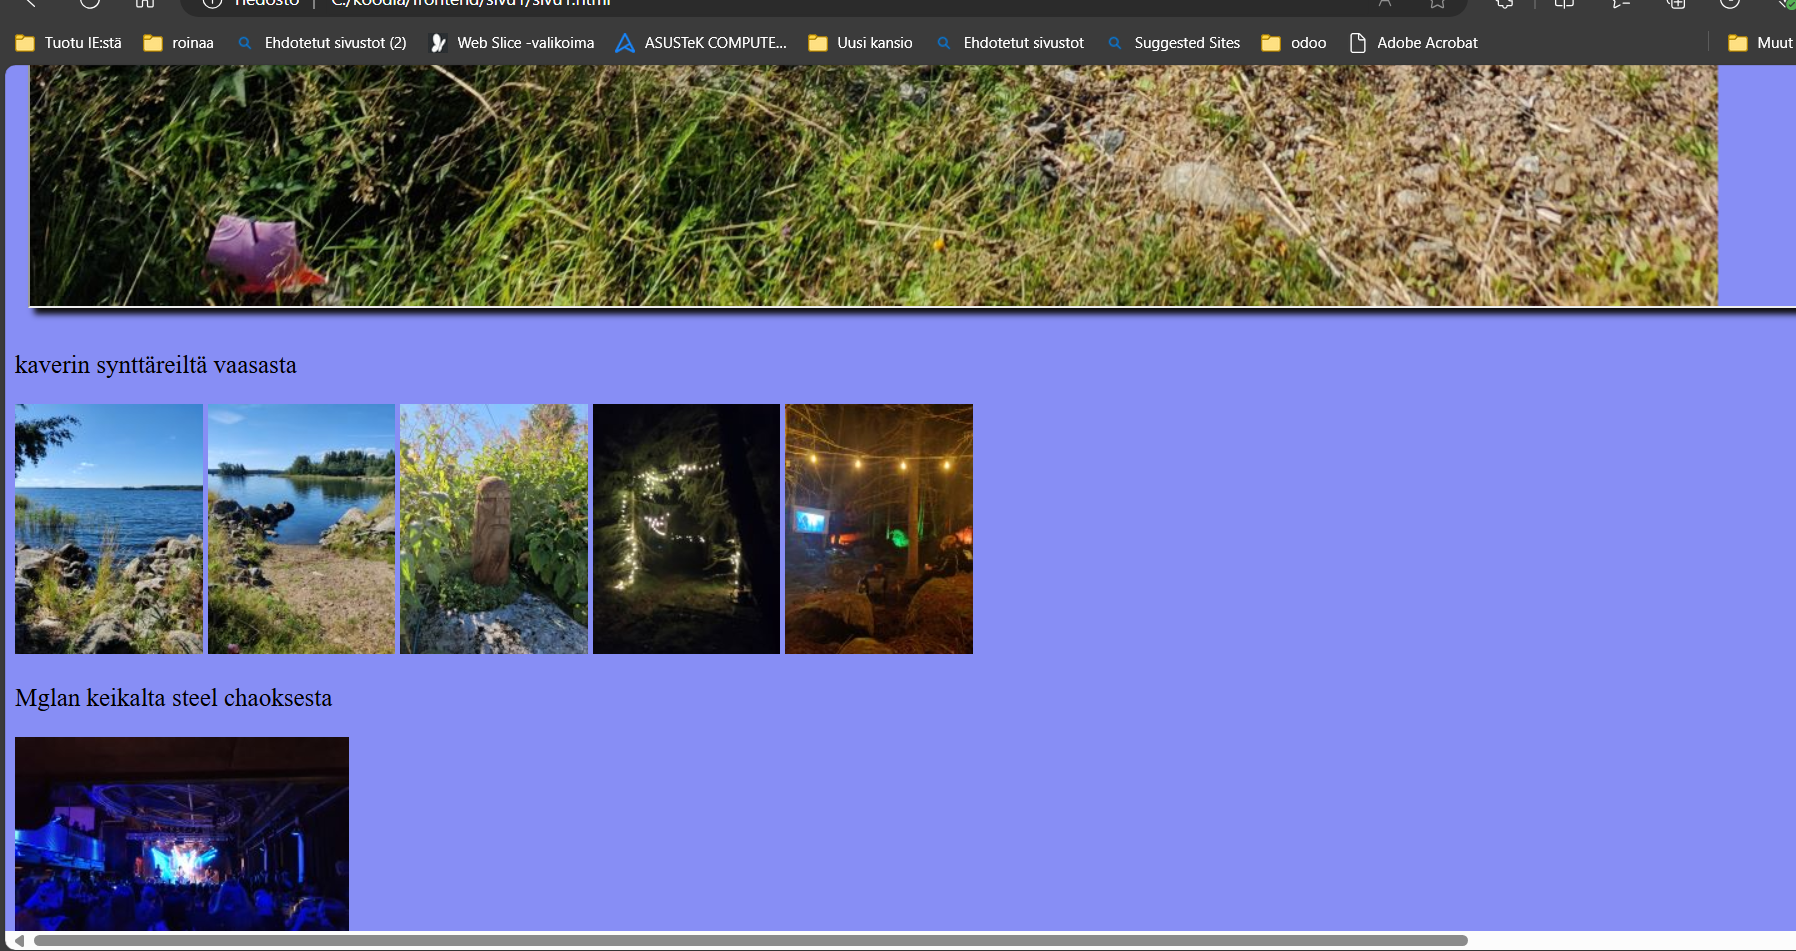 Tiedosto | C:/koodia/frontend/sivu1/sivu1.html
Tuotu IE:stä roinaa Ehdotetut sivustot (2) Web Slice -valikoima ASUSTeK COMPUTE... Uusi kansio Ehdotetut sivustot Suggested Sites odoo Adobe Acrobat Muut
kaverin synttäreiltä vaasasta
Mglan keikalta steel chaoksesta